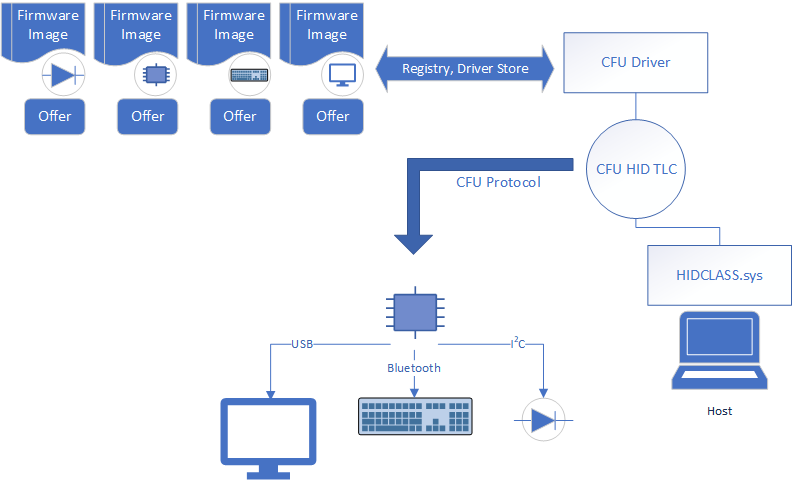 Firmware
Image
Firmware
Image
Firmware
Image
Firmware
Image
Offer
Offer
Offer
Offer
Registry, Driver Store
CFU Driver
CFU HID TLC
CFU Protocol
HIDCLASS.sys
USB
Bluetooth
I²C
Host